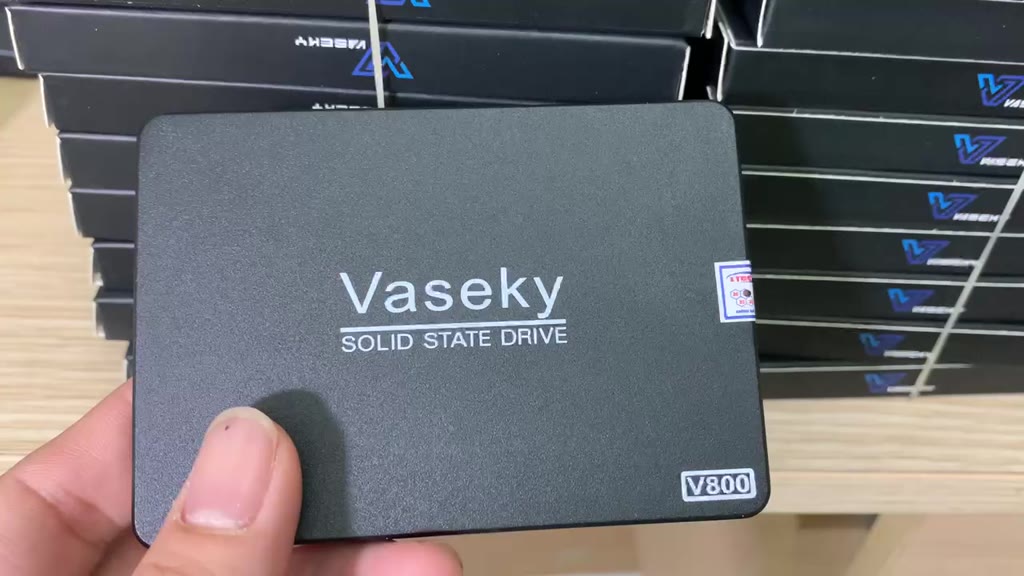 Vaseky
SOLID STATE DRIVE
V800